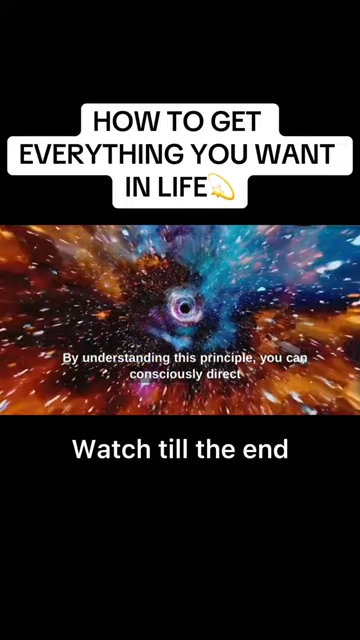 HOW TO GET
EVERYTHING YOU WANT
IN LIFE💫
By understanding this principle, you can
consciously direct
Watch till the end